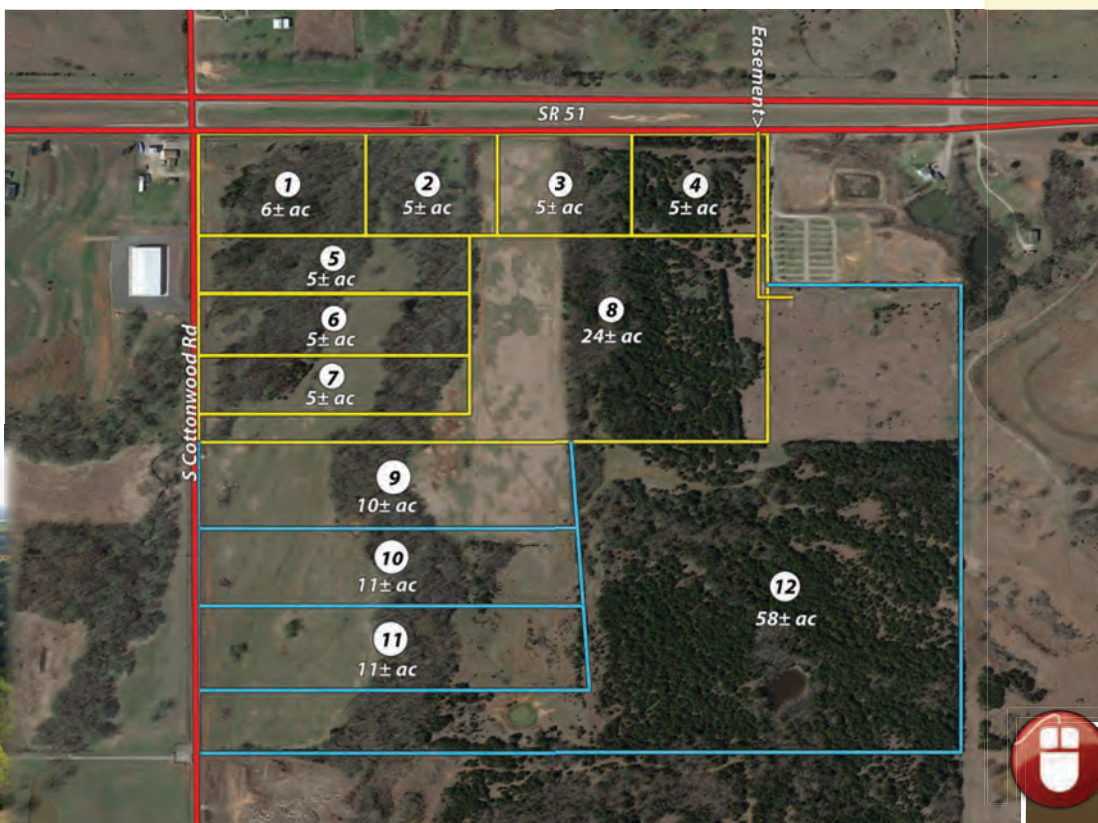 Easement>
SR 51
1
6± ac
2
5± ac
3
5± ac
4
5± ac
5
5± ac
6
5± ac
7
5± ac
8
24± ac
S Cottonwood Rd
9
10± ac
10
11± ac
11
11± ac
12
58± ac